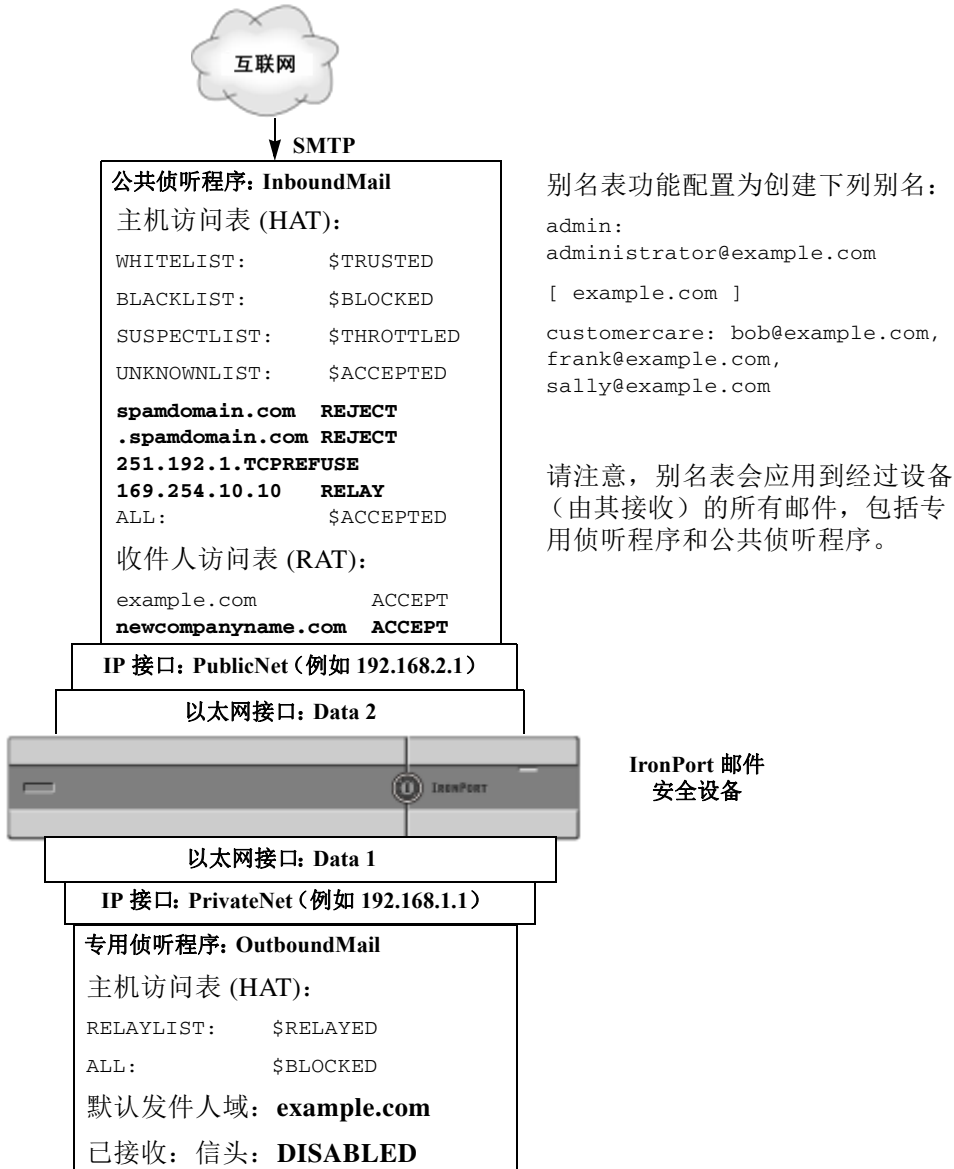 互联网
SMTP
公共侦听程序: InboundMail
主机访问表 (HAT):
WHITELIST: $TRUSTED
BLACKLIST: $BLOCKED
SUSPECTLIST: $THROTTLED
UNKNOWNLIST: $ACCEPTED
spamdomain.com REJECT
.spamdomain.com REJECT
251.192.1.TCPREFUSE
169.254.10.10 RELAY
ALL: $ACCEPTED
收件人访问表 (RAT):
example.com ACCEPT
newcompanyname.com ACCEPT
IP 接口: PublicNet（例如 192.168.2.1）
以太网接口: Data 2
别名表功能配置为创建下列别名：
admin:
administrator@example.com
[ example.com ]
customercare: bob@example.com,
frank@example.com,
sally@example.com
请注意，别名表会应用到经过设备
（由其接收）的所有邮件，包括专
用侦听程序和公共侦听程序。
IRONPORT
IronPort 邮件
安全设备
以太网接口: Data 1
IP 接口: PrivateNet（例如 192.168.1.1）
专用侦听程序: OutboundMail
主机访问表 (HAT):
RELAYLIST: $RELAYED
ALL: $BLOCKED
默认发件人域：example.com
已接收：信头：DISABLED